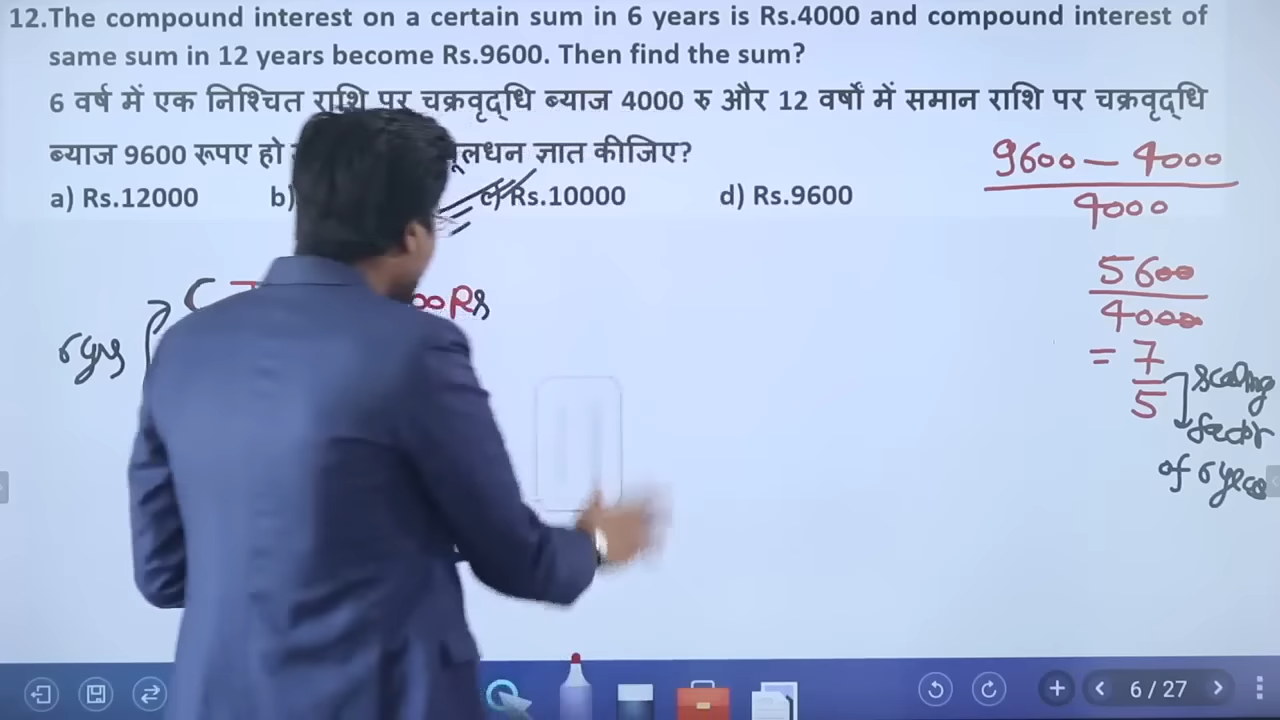 12.The compound interest on a certain sum in 6 years is Rs.4000 and compound interest of
same sum in 12 years become Rs.9600. Then find the sum?
6 वर्ष में एक निश्चित राशि पर चक्रवृद्धि ब्याज 4000 रु और 12 वर्षों में समान राशि पर चक्रवृद्धि
ब्याज 9600 रूपए हो ज्ञात कीजिए?
a) Rs.12000 b) c) Rs.10000 d) Rs.9600
9600 - 4000
4000
5600
4000
= 7
5
scaling
factor
of 6 years
C Rs
6 yrs
6 / 27